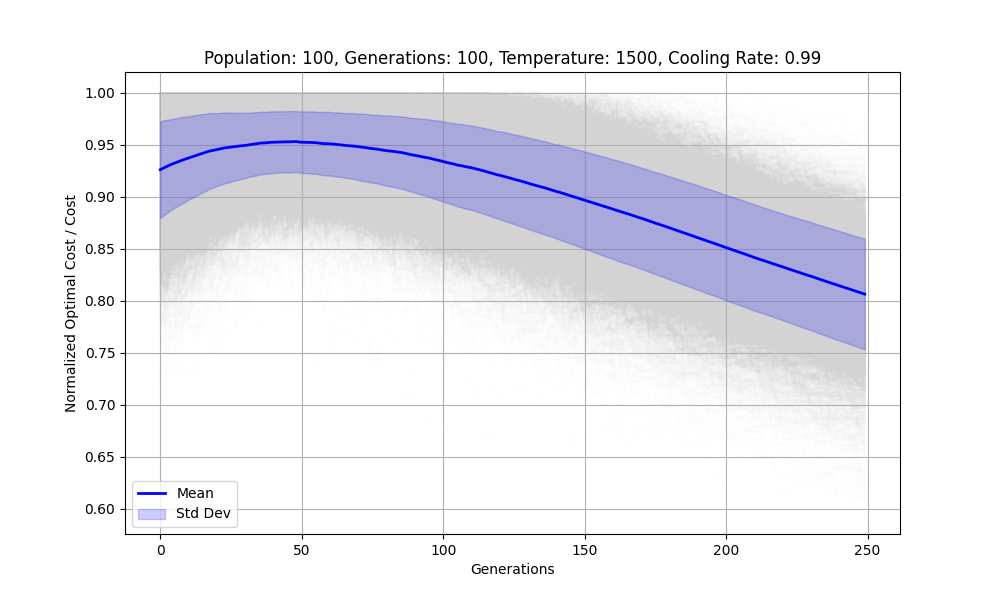 Population: 100, Generations: 100, Temperature: 1500, Cooling Rate: 0.99
Normalized Optimal Cost / Cost
1.00
0.95
0.90
0.85
0.80
0.75
0.70
0.65
0.60
Mean
Std Dev
0 50 100 150 200 250
Generations